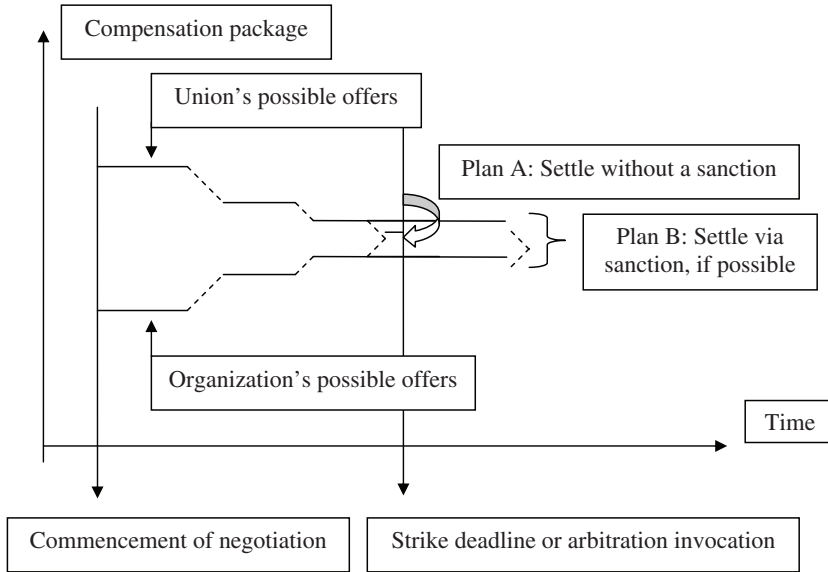 Compensation package
Union’s possible offers
Plan A: Settle without a sanction
Plan B: Settle via
sanction, if possible
Organization’s possible offers
Time
Commencement of negotiation
Strike deadline or arbitration invocation